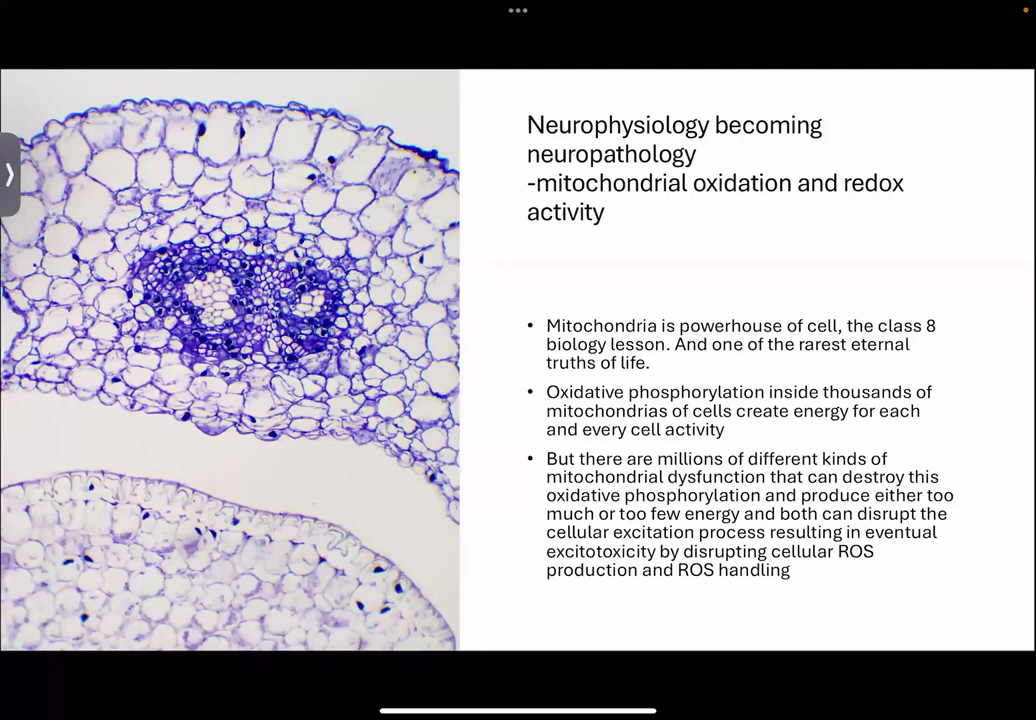 Neurophysiology becoming
neuropathology
-mitochondrial oxidation and redox
activity
• Mitochondria is powerhouse of cell, the class 8
biology lesson. And one of the rarest eternal
truths of life.
• Oxidative phosphorylation inside thousands of
mitochondrias of cells create energy for each
and every cell activity
• But there are millions of different kinds of
mitochondrial dysfunction that can destroy this
oxidative phosphorylation and produce either too
much or too few energy and both can disrupt the
cellular excitation process resulting in eventual
excitotoxicity by disrupting cellular ROS
production and ROS handling